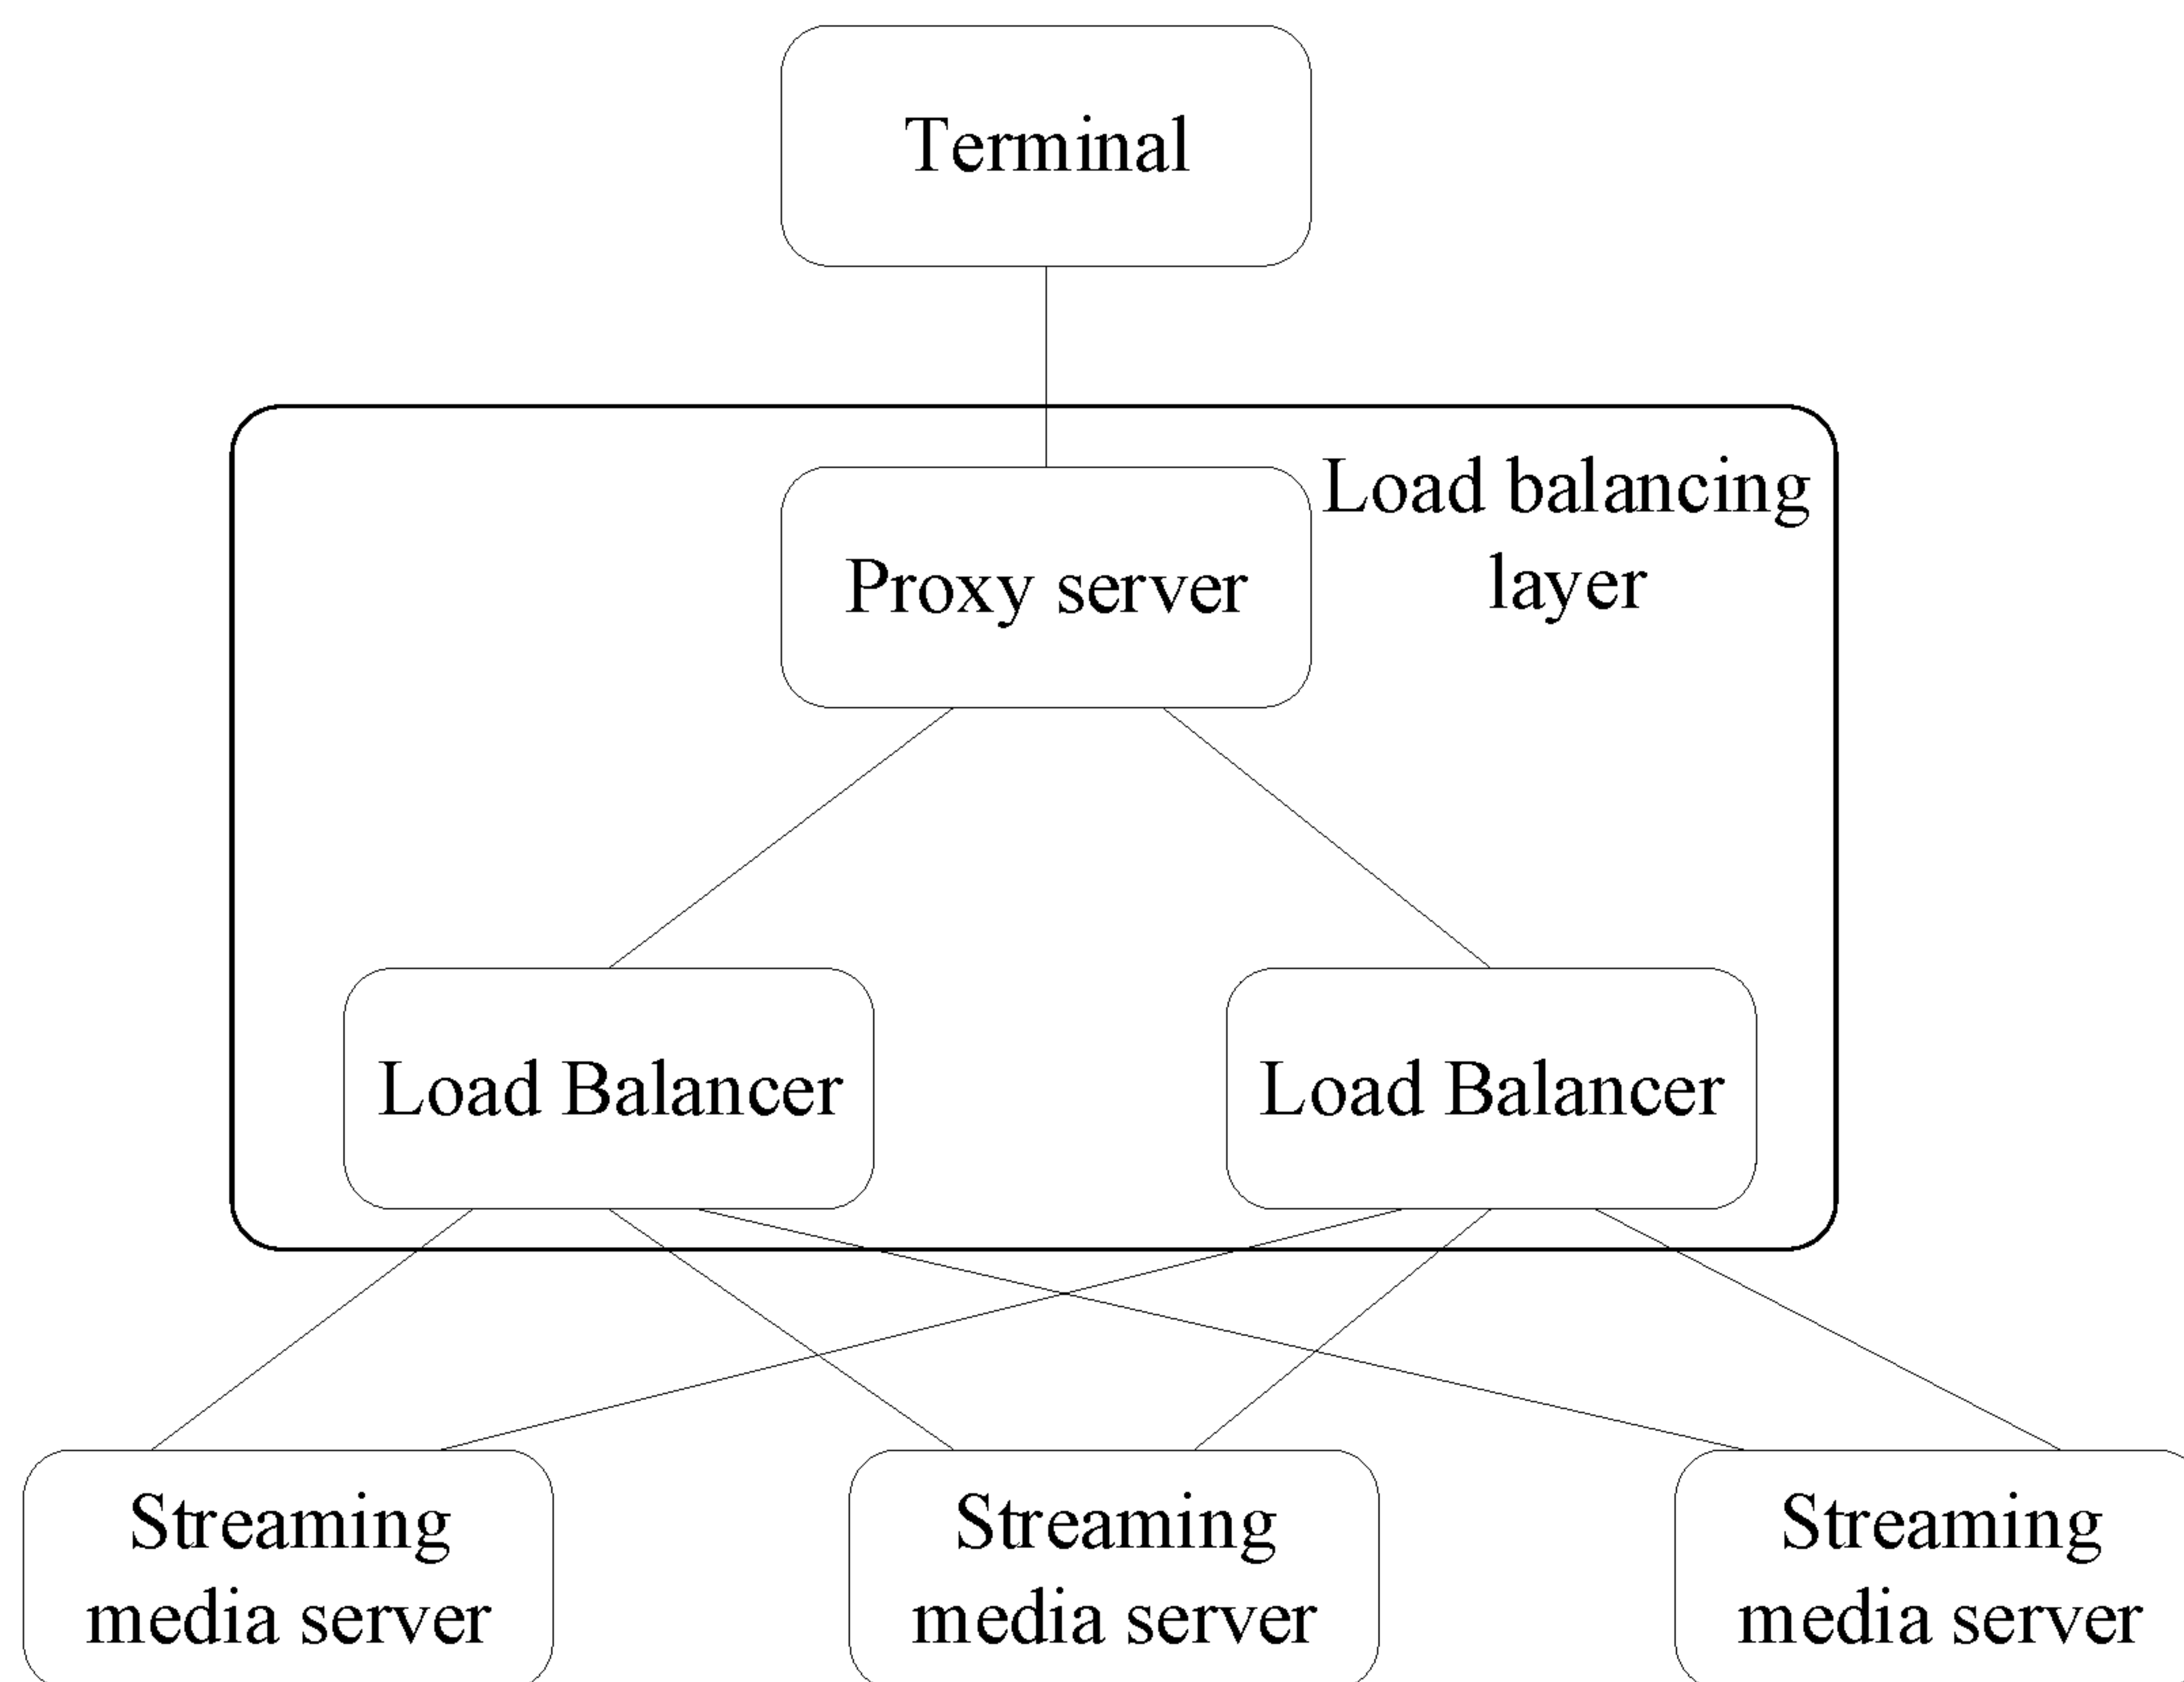 Terminal
Load balancing
layer
Proxy server
Load Balancer
Load Balancer
Streaming
media server
Streaming
media server
Streaming
media server